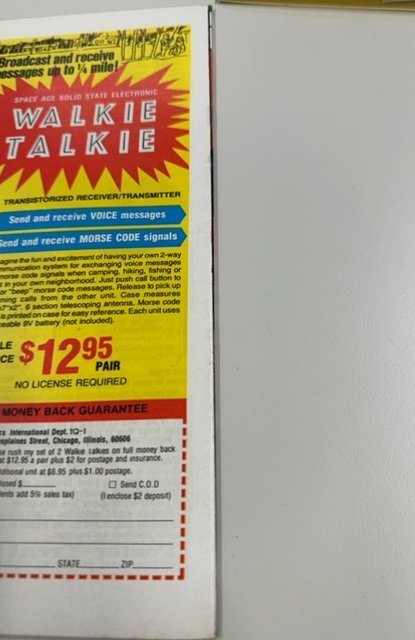 Broadcast and receive
messages up to ¼ mile!
SPACE AGE SOLID STATE ELECTRONIC
WALKIE
TALKIE
TRANSISTORIZED RECEIVER/TRANSMITTER
Send and receive VOICE messages
Send and receive MORSE CODE signals
agine the fun and excitement of having your own 2-way
mmunication system for exchanging voice messages
morse code signals when camping, hiking, fishing or
t in your own neighborhood. Just push call button to
or "beep" morse code messages. Release to pick up
ming calls from the other unit. Case measures
x7"x2". 6 section telescoping antenna. Morse code
is printed on case for easy reference. Each unit uses
ceable 9V battery (not included).
LE
CE $12.95
PAIR
NO LICENSE REQUIRED
MONEY BACK GUARANTEE
ks International Dept. TQ-1
splaines Street, Chicago, Illinois, 60606
se rush my set of 2 Walkie Talkies on full money back
at $12.95 a pair plus $2 for postage and insurance.
ditional unit at $6.95 plus $1.00 postage.
losed $ ☐ Send C.O.D
ents add 5% sales tax) (I enclose $2 deposit)
STATE ZIP